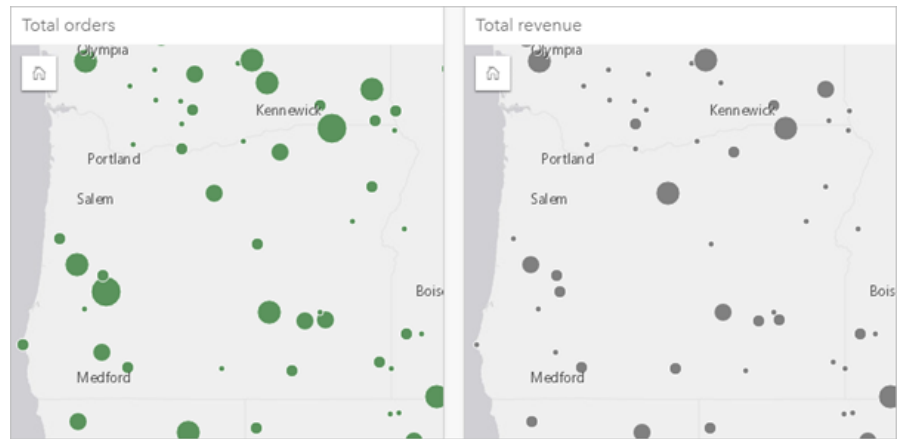 Total orders
Olympia
Kennewick
Portland
Salem
Medford
Total revenue
Olympia
Kennewick
Portland
Salem
Medford